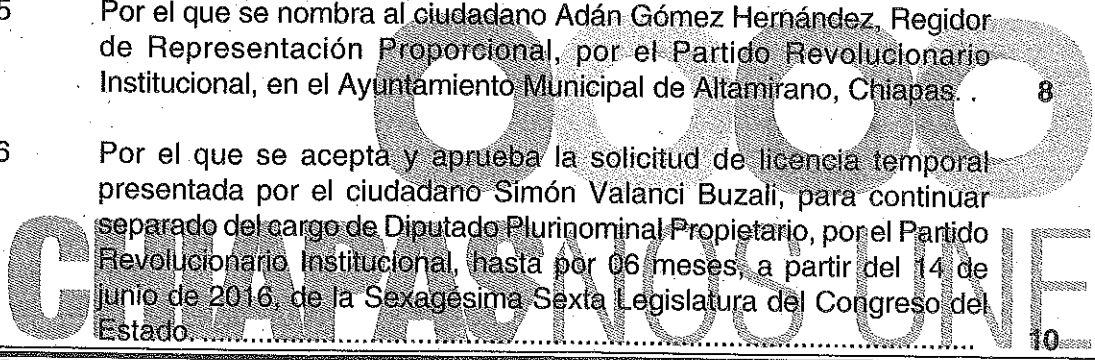 5 Por el que se nombra al ciudadano Adán Gómez Hernández, Regidor
de Representación Proporcional, por el Partido Revolucionario
Institucional, en el Ayuntamiento Municipal de Altamirano, Chiapas. . 8
6 Por el que se acepta y aprueba la solicitud de licencia temporal
presentada por el ciudadano Simón Valanci Buzali, para continuar
separado del cargo de Diputado Plurinominal Propietario, por el Partido
Revolucionario Institucional, hasta por 06 meses, a partir del 14 de
junio de 2016, de la Sexagésima Sexta Legislatura del Congreso del
Estado.......................................................................................... 10
CHIAPAS NOS UNE